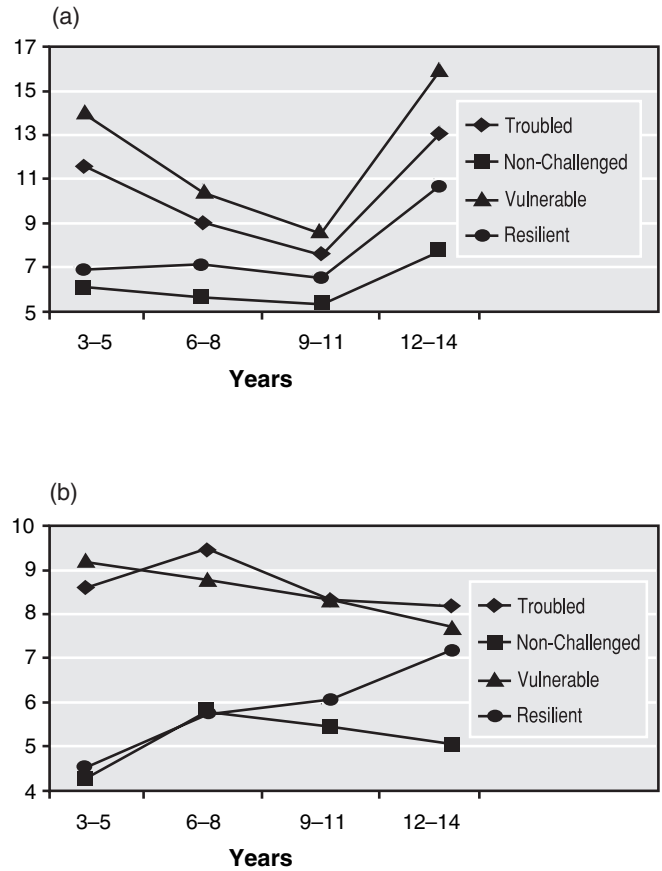 (a)
17
15
13
11
9
7
5
Troubled
Non-Challenged
Vulnerable
Resilient
3–5 6–8 9–11 12–14
Years
(b)
10
9
8
7
6
5
4
Troubled
Non-Challenged
Vulnerable
Resilient
3–5 6–8 9–11 12–14
Years